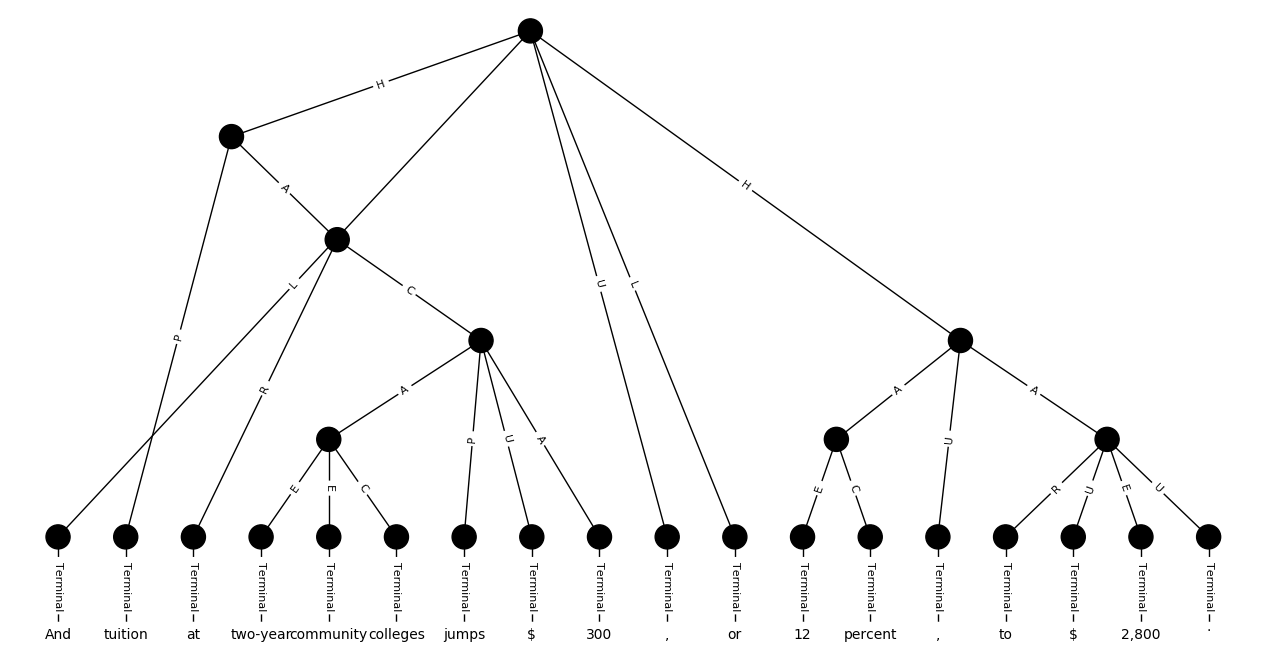 H
A
H
L
C
U
L
P
R
A
P
U
A
A
U
A
E
E
C
E
C
R
U
E
U
Terminal Terminal Terminal Terminal Terminal Terminal Terminal Terminal Terminal Terminal Terminal Terminal Terminal Terminal Terminal Terminal Terminal Terminal
And tuition at two-year community colleges jumps $ 300 , or 12 percent , to $ 2,800 .